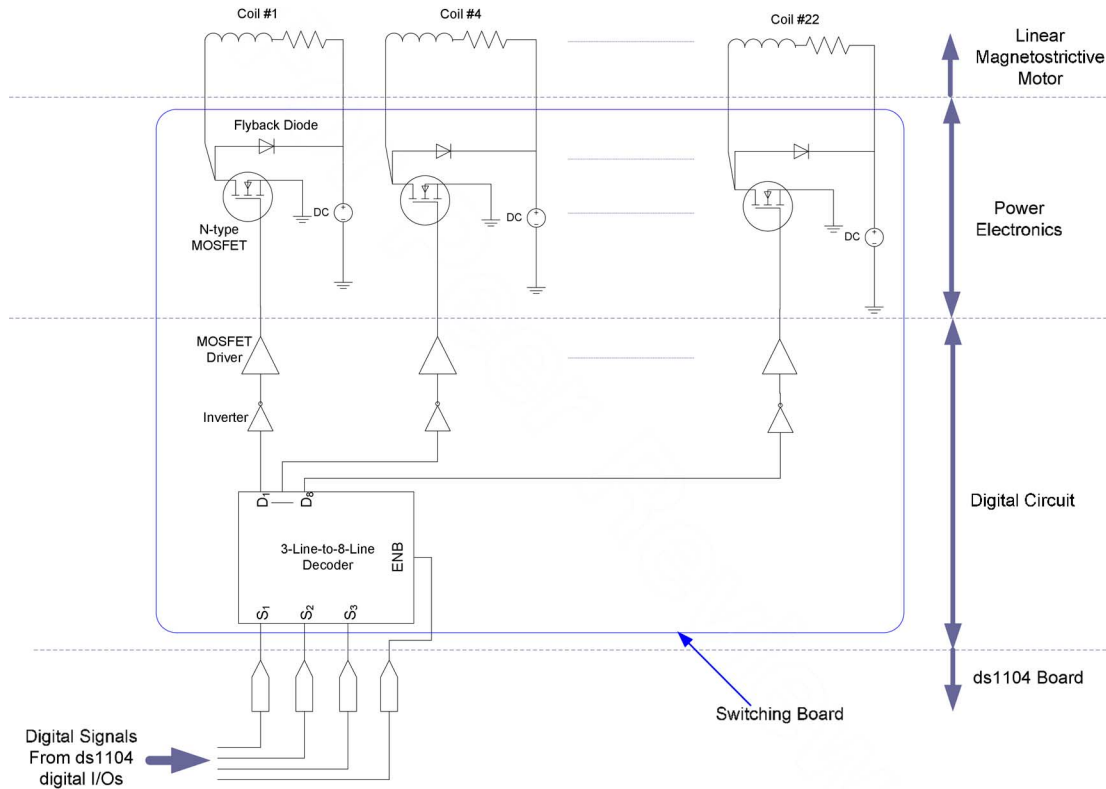 Coil #1
Coil #4
Coil #22
Linear
Magnetostrictive
Motor
Flyback Diode
N-type
MOSFET
DC
+
-
DC
+
-
DC
+
-
Power
Electronics
MOSFET
Driver
Inverter
D1
D8
3-Line-to-8-Line
Decoder
ENB
S1
S2
S3
Digital Circuit
ds1104 Board
Switching Board
Digital Signals
From ds1104
digital I/Os